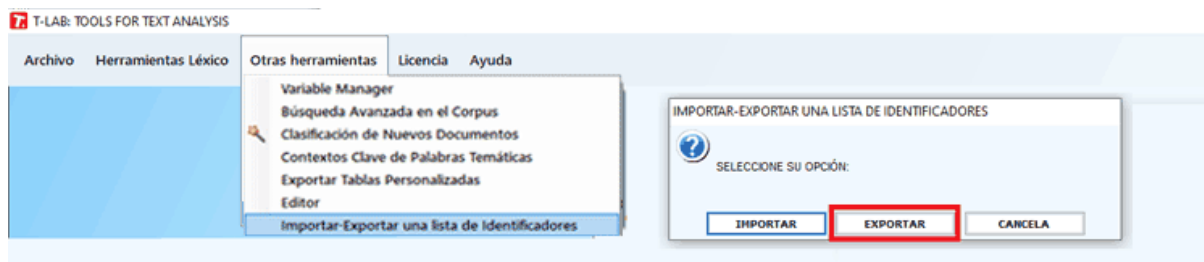 T-LAB: TOOLS FOR TEXT ANALYSIS
Archivo Herramientas Léxico Otras herramientas Licencia Ayuda
Variable Manager
Búsqueda Avanzada en el Corpus
Clasificación de Nuevos Documentos
Contextos Clave de Palabras Temáticas
Exportar Tablas Personalizadas
Editor
Importar-Exportar una lista de Identificadores
IMPORTAR-EXPORTAR UNA LISTA DE IDENTIFICADORES
SELECCIONE SU OPCIÓN:
IMPORTAR EXPORTAR CANCELA